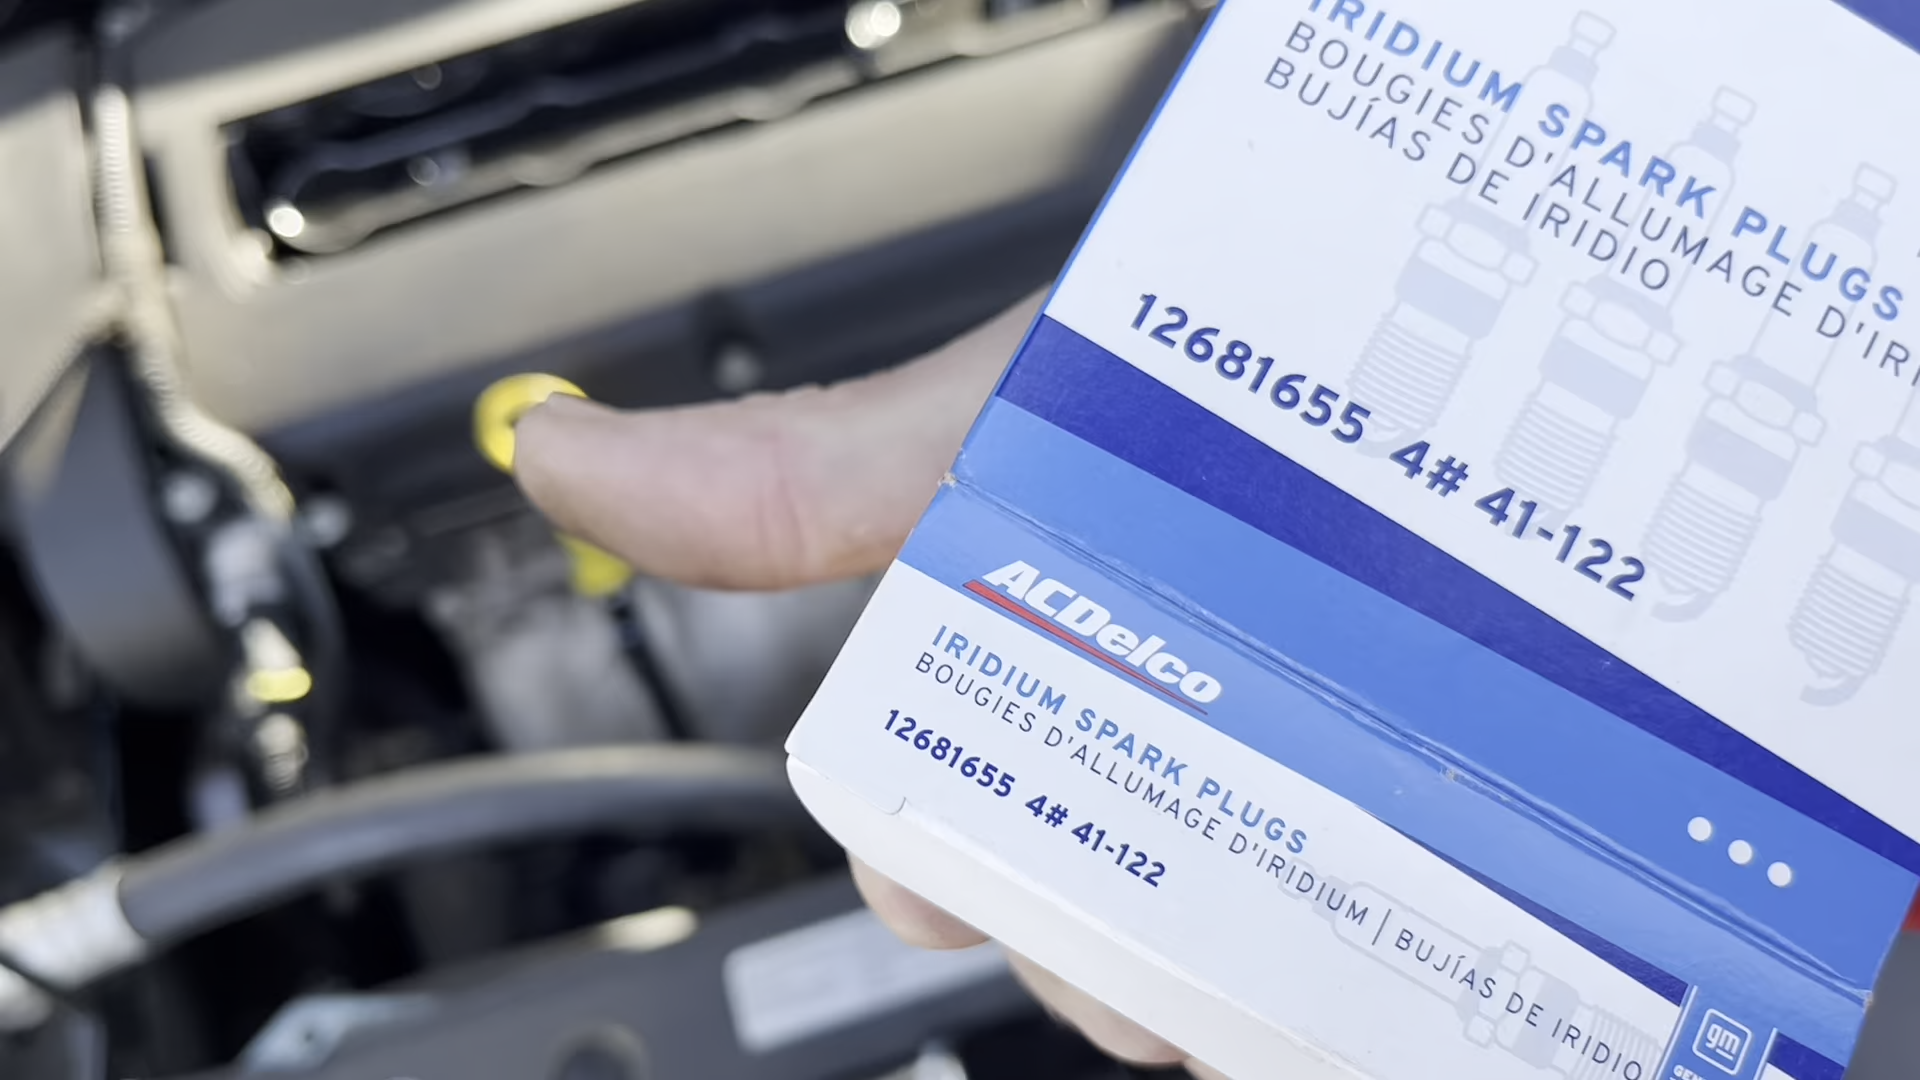 IRIDIUM SPARK PLUGS
BOUGIES D'ALLUMAGE D'IRI
BUJÍAS DE IRIDIO
12681655 4# 41-122
ACDelco
IRIDIUM SPARK PLUGS
BOUGIES D'ALLUMAGE D'IRIDIUM | BUJÍAS DE IRIDIO
12681655 4# 41-122
gm